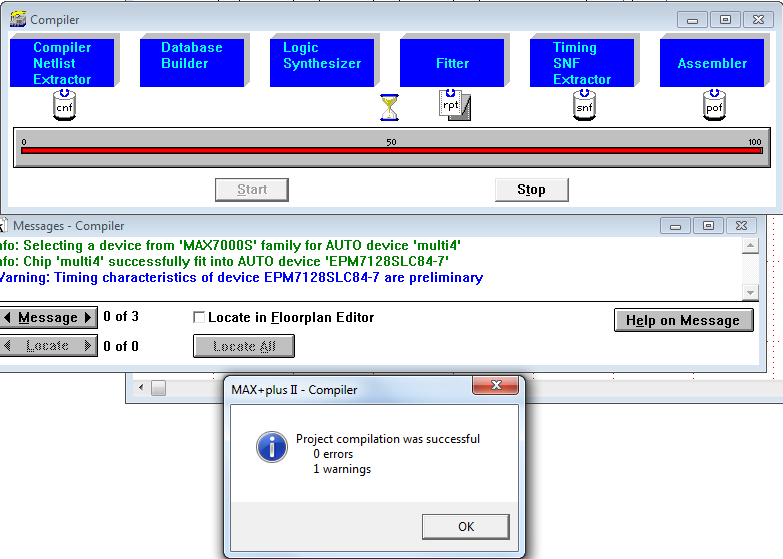 Compiler
Compiler
Netlist
Extractor
Database
Builder
Logic
Synthesizer
Fitter
Timing
SNF
Extractor
Assembler
cnf
rpt
snf
pof
0 50 100
Start Stop
Messages - Compiler
nfo: Selecting a device from 'MAX7000S' family for AUTO device 'multi4'
nfo: Chip 'multi4' successfully fit into AUTO device 'EPM7128SLC84-7'
Warning: Timing characteristics of device EPM7128SLC84-7 are preliminary
Message 0 of 3 Locate in Floorplan Editor Help on Message
Locate 0 of 0 Locate All
MAX+plus II - Compiler
Project compilation was successful
0 errors
1 warnings
OK